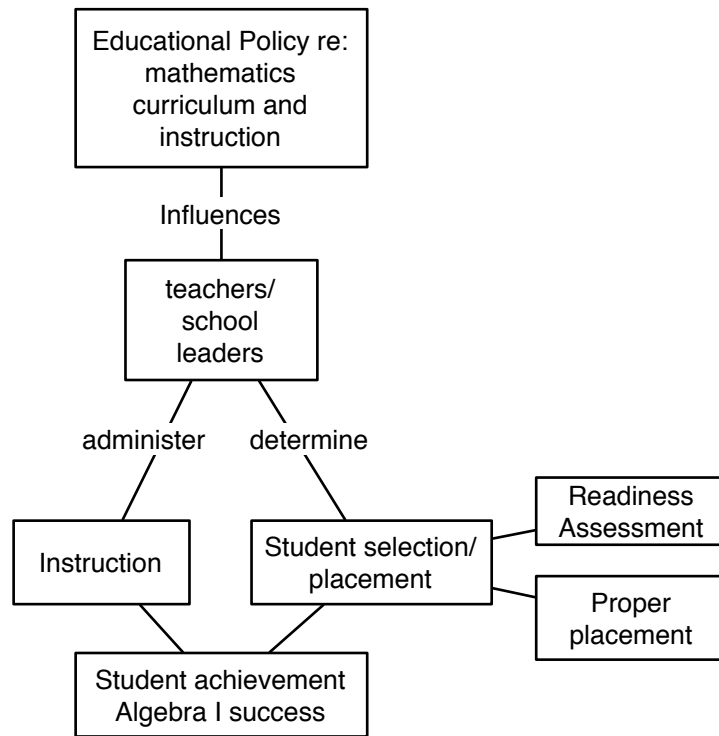 Educational Policy re:
mathematics
curriculum and
instruction
Influences
teachers/
school
leaders
administer
determine
Instruction
Student selection/
placement
Readiness
Assessment
Proper
placement
Student achievement
Algebra I success